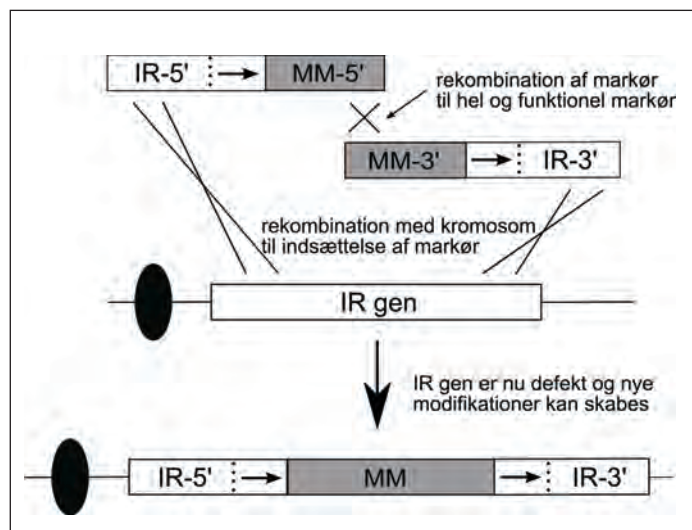 IR-5' MM-5'
rekombination af markør
til hel og funktionel markør
MM-3' IR-3'
rekombination med kromosom
til indsættelse af markør
IR gen
IR gen er nu defekt og nye
modifikationer kan skabes
IR-5' MM IR-3'